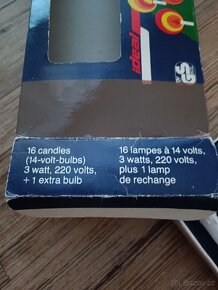 ideal
16 candles
(14-volt-bulbs)
3 watt, 220 volts,
+ 1 extra bulb
16 lampes à 14 volts,
3 watts, 220 volts,
plus 1 lamp
de rechange